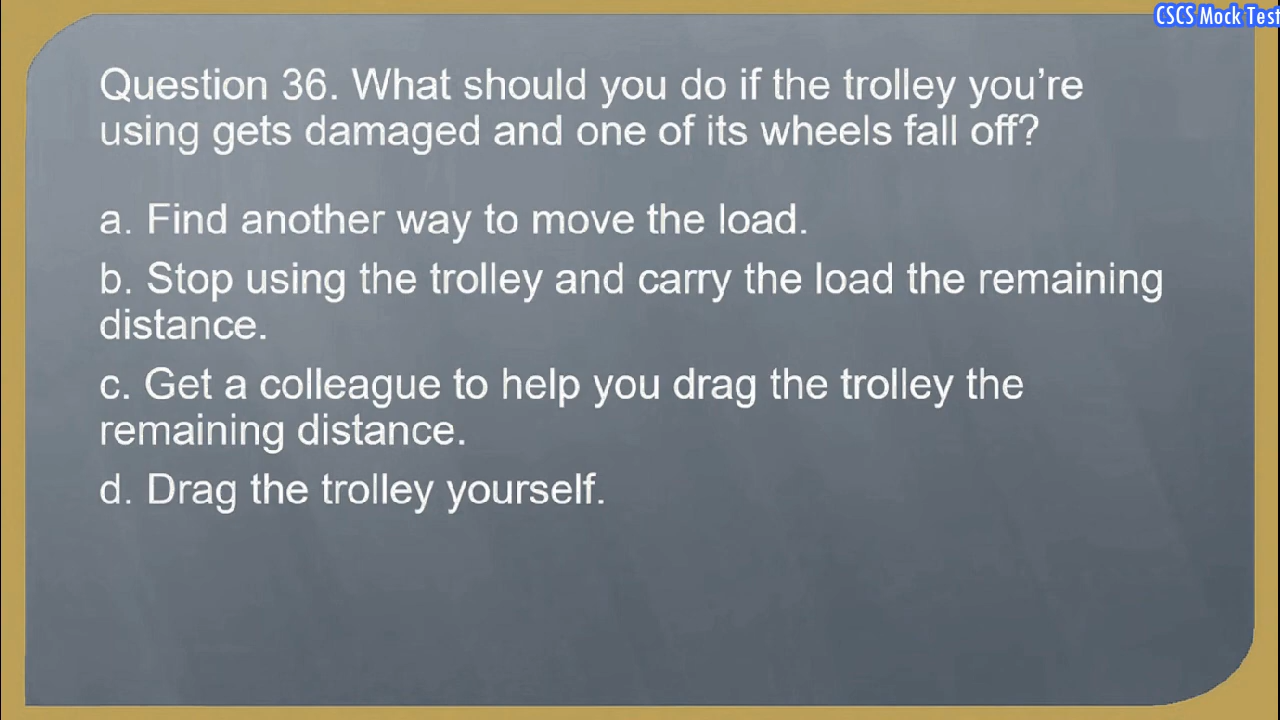 CSCS Mock Test
Question 36. What should you do if the trolley you’re
using gets damaged and one of its wheels fall off?
a. Find another way to move the load.
b. Stop using the trolley and carry the load the remaining
distance.
c. Get a colleague to help you drag the trolley the
remaining distance.
d. Drag the trolley yourself.